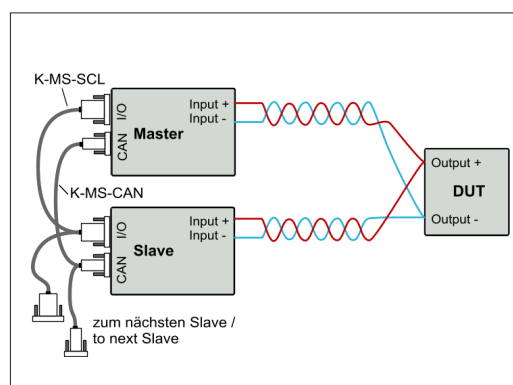 K-MS-SCL
I/O
CAN
Master
Input +
Input -
K-MS-CAN
I/O
CAN
Slave
Input +
Input -
Output +
DUT
Output -
zum nächsten Slave /
to next Slave